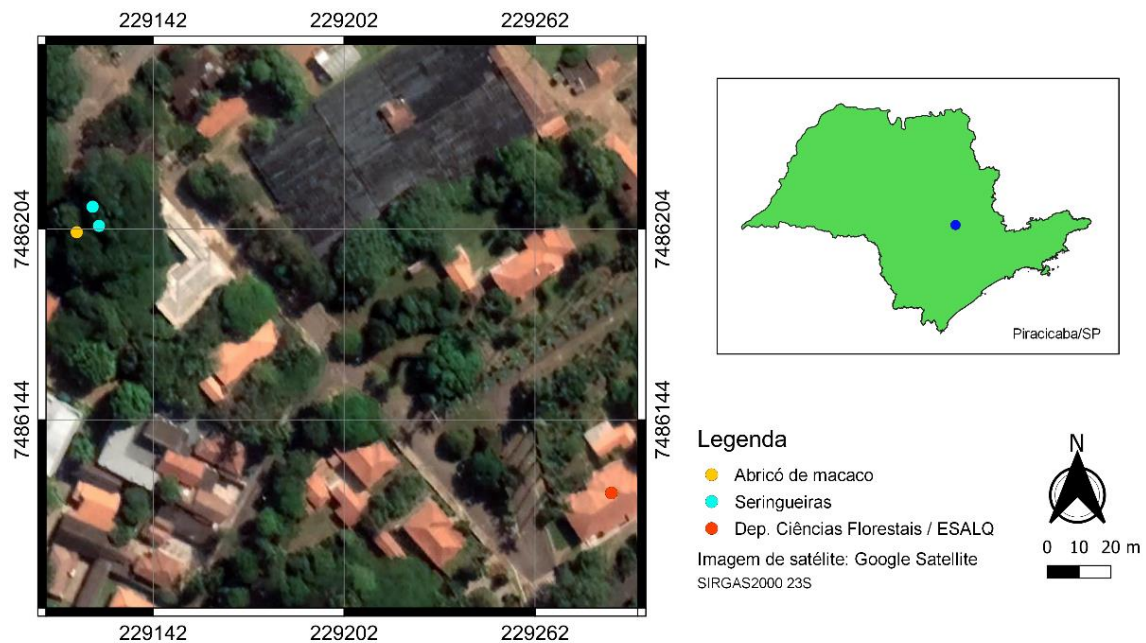 229142 229202 229262
7486204
7486204
7486144
7486144
229142 229202 229262
Piracicaba/SP
Legenda
Abricó de macaco
Seringueiras
Dep. Ciências Florestais / ESALQ
Imagem de satélite: Google Satellite
SIRGAS2000 23S
N
0 10 20 m